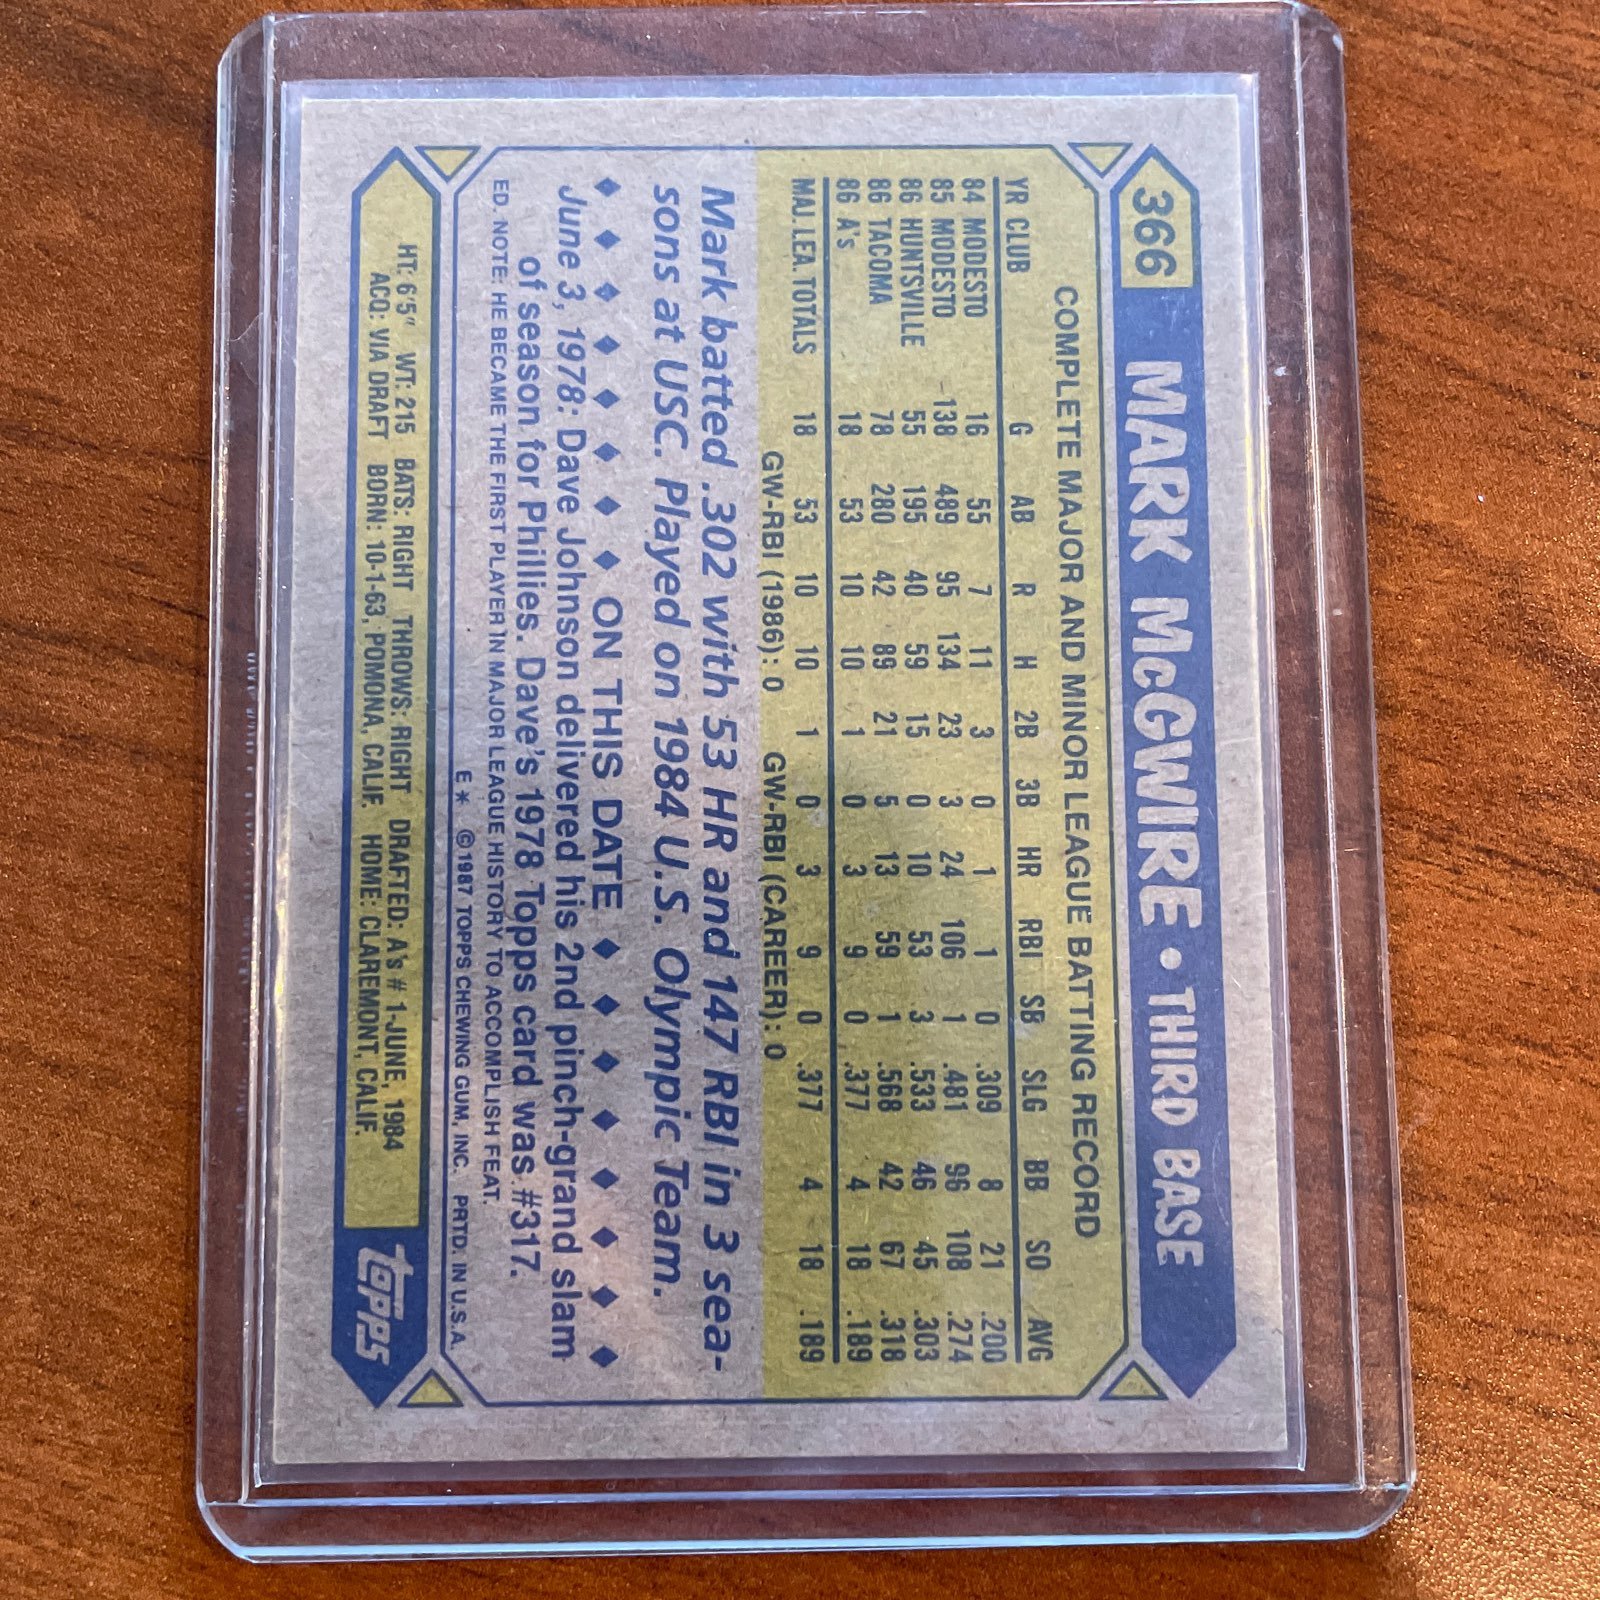 366 MARK McGWIRE • THIRD BASE
COMPLETE MAJOR AND MINOR LEAGUE BATTING RECORD
YR CLUB G AB R H 2B 3B HR RBI SB SLG BB SO AVG
84 MODESTO 16 55 7 11 3 0 1 1 0 .309 8 21 .200
85 MODESTO 138 489 95 134 23 3 24 106 1 .481 96 108 .274
86 HUNTSVILLE 55 195 40 59 15 0 10 53 3 .533 46 45 .303
86 TACOMA 78 280 42 89 21 5 13 59 1 .568 42 67 .318
86 A's 18 53 10 10 1 0 3 9 0 .377 4 18 .189
MAJ. LEA. TOTALS 18 53 10 10 1 0 3 9 0 .377 4 18 .189
GW-RBI (1986): 0 GW-RBI (CAREER): 0
Mark batted .302 with 53 HR and 147 RBI in 3 sea-
sons at USC. Played on 1984 U.S. Olympic Team.
♦ ♦ ♦ ♦ ♦ ♦ ♦ ♦ ON THIS DATE ♦ ♦ ♦ ♦ ♦ ♦ ♦ ♦
June 3, 1978: Dave Johnson delivered his 2nd pinch-grand slam
of season for Phillies. Dave's 1978 Topps card was #317.
ED. NOTE: HE BECAME THE FIRST PLAYER IN MAJOR LEAGUE HISTORY TO ACCOMPLISH FEAT.
E* ©1987 TOPPS CHEWING GUM, INC. PRTD. IN U.S.A.
HT: 6'5" WT: 215 BATS: RIGHT THROWS: RIGHT DRAFTED: A's #1-JUNE, 1984
ACQ: VIA DRAFT BORN: 10-1-63, POMONA, CALIF. HOME: CLAREMONT, CALIF.
topps